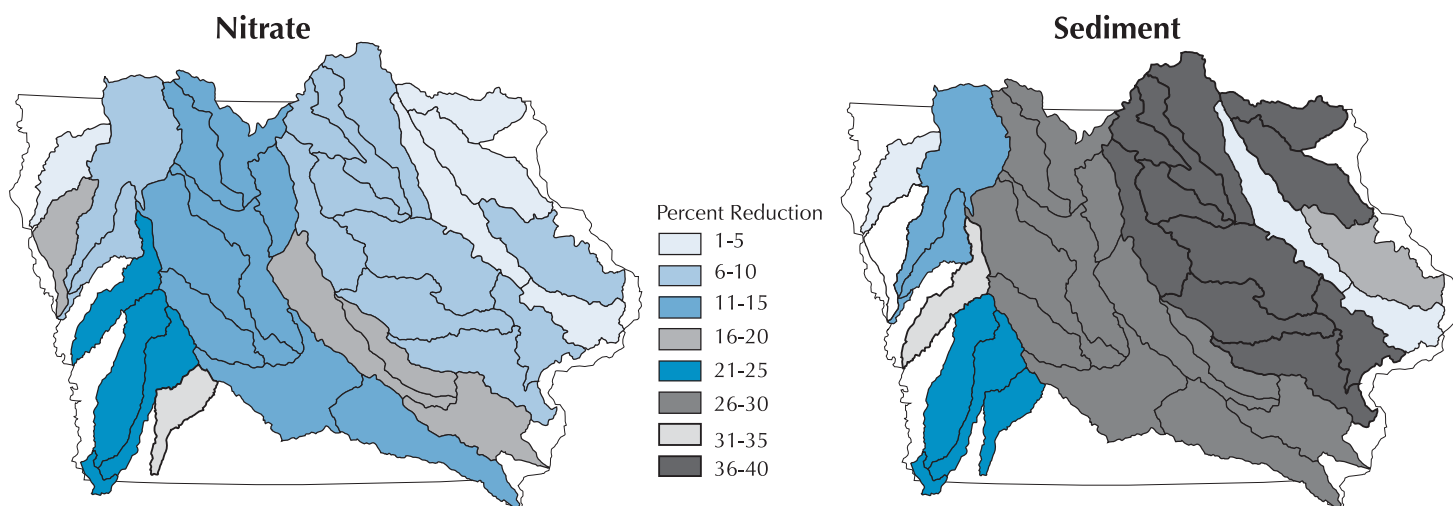 Nitrate
Sediment
Percent Reduction
1-5
6-10
11-15
16-20
21-25
26-30
31-35
36-40